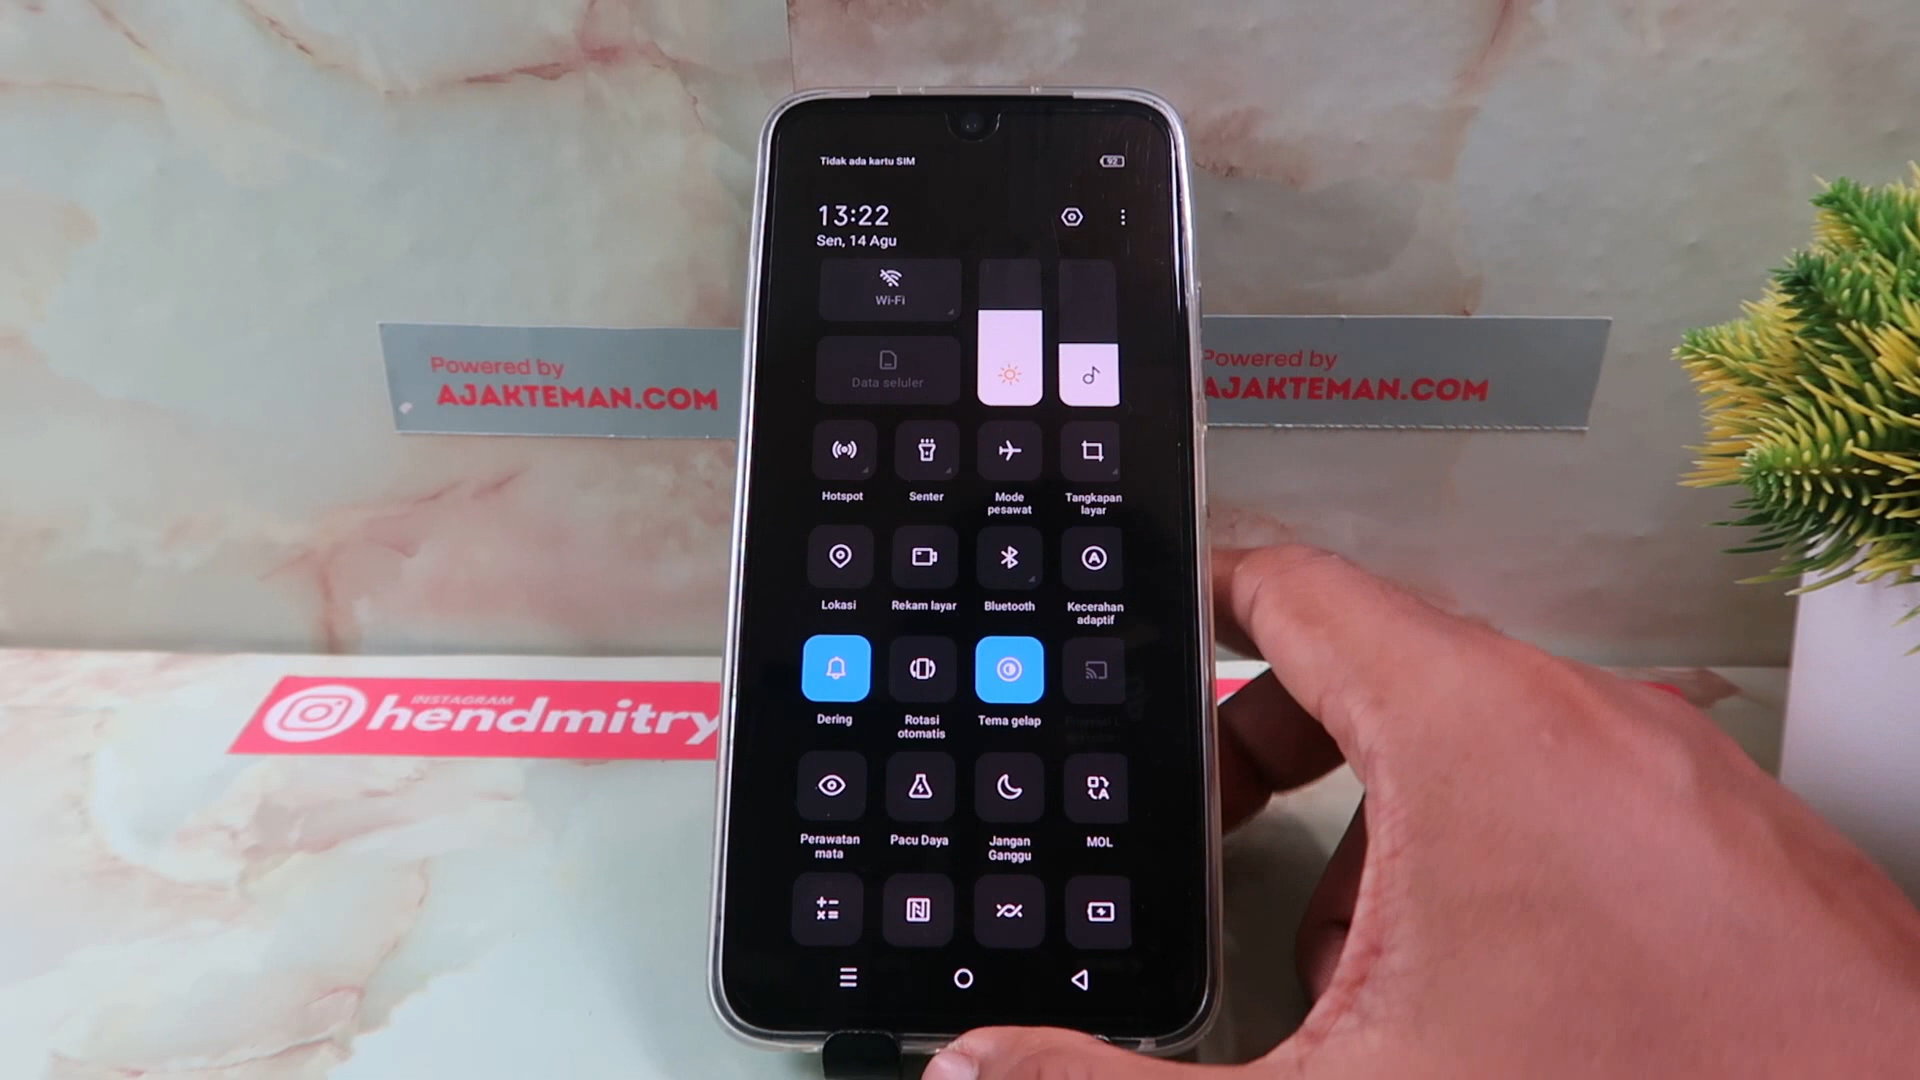 Tidak ada kartu SIM
92
13:22
Sen, 14 Agu
Wi-Fi
Data seluler
Powered by
AJAKTEMAN.COM
Powered by
AJAKTEMAN.COM
Hotspot
Senter
Mode
pesawat
Tangkapan
layar
Lokasi
Rekam layar
Bluetooth
Kecerahan
adaptif
INSTAGRAM
hendmitry
Dering
Rotasi
otomatis
Tema gelap
Perawatan
mata
Pacu Daya
Jangan
Ganggu
MOL